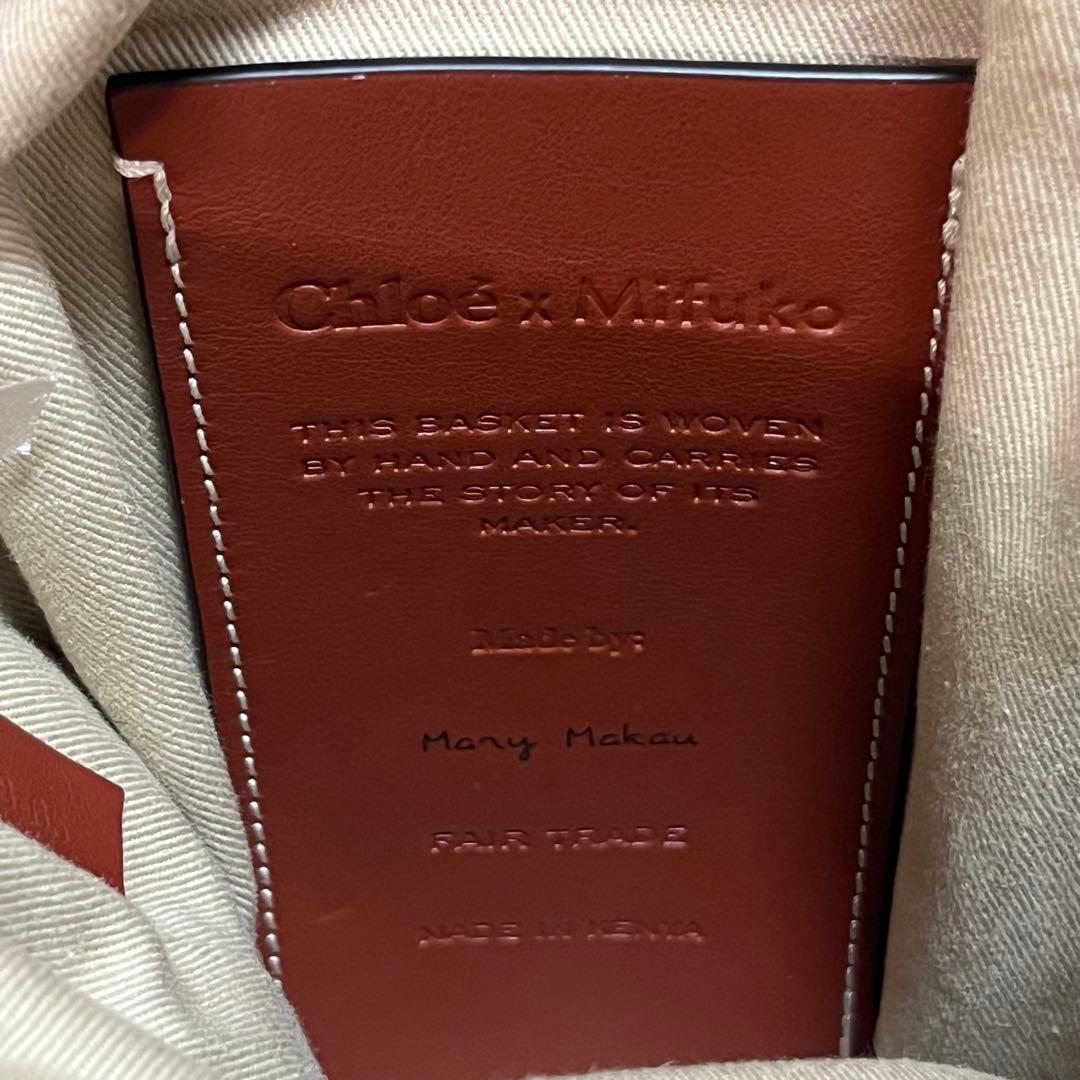 Chloé x Mifuko
THIS BASKET IS WOVEN
BY HAND AND CARRIES
THE STORY OF ITS
MAKER.
Made by:
Mary Makau
FAIR TRADE
MADE IN KENYA